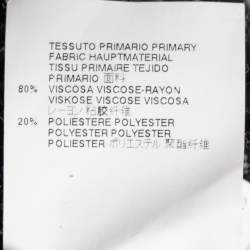 TESSUTO PRIMARIO PRIMARY
FABRIC HAUPTMATERIAL
TISSU PRIMAIRE TEJIDO
PRIMARIO 面料
80% VISCOSA VISCOSE-RAYON
VISKOSE VISCOSE VISCOSA
レーヨン 粘胶纤维
20% POLIESTERE POLYESTER
POLYESTER POLYESTER
POLIESTER ポリエステル 聚酯纤维